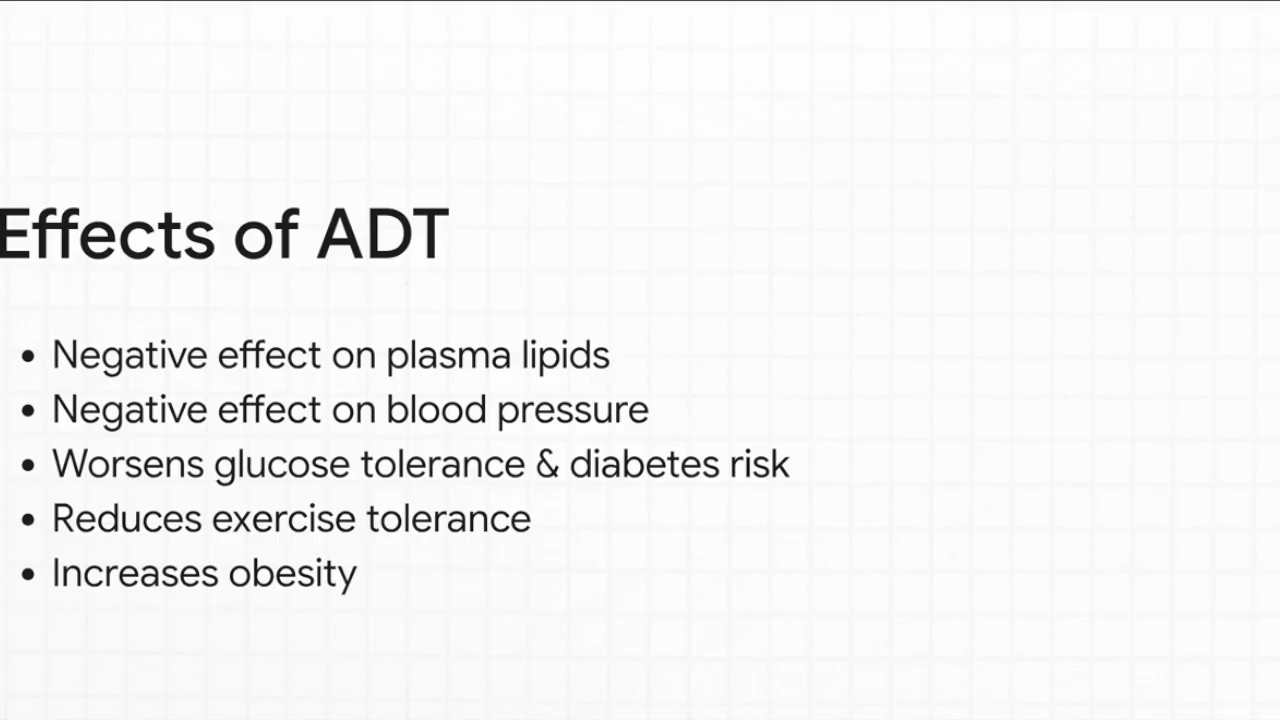 Effects of ADT
• Negative effect on plasma lipids
• Negative effect on blood pressure
• Worsens glucose tolerance & diabetes risk
• Reduces exercise tolerance
• Increases obesity